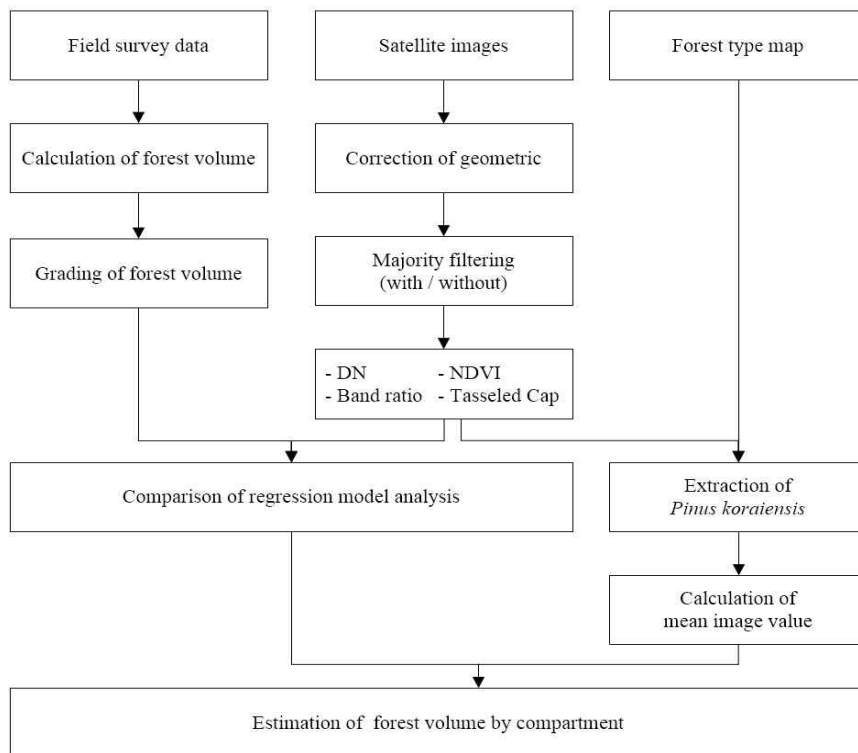 Field survey data
Satellite images
Forest type map
Calculation of forest volume
Correction of geometric
Grading of forest volume
Majority filtering
(with / without)
- DN - NDVI
- Band ratio - Tasseled Cap
Comparison of regression model analysis
Extraction of
Pinus koraiensis
Calculation of
mean image value
Estimation of forest volume by compartment